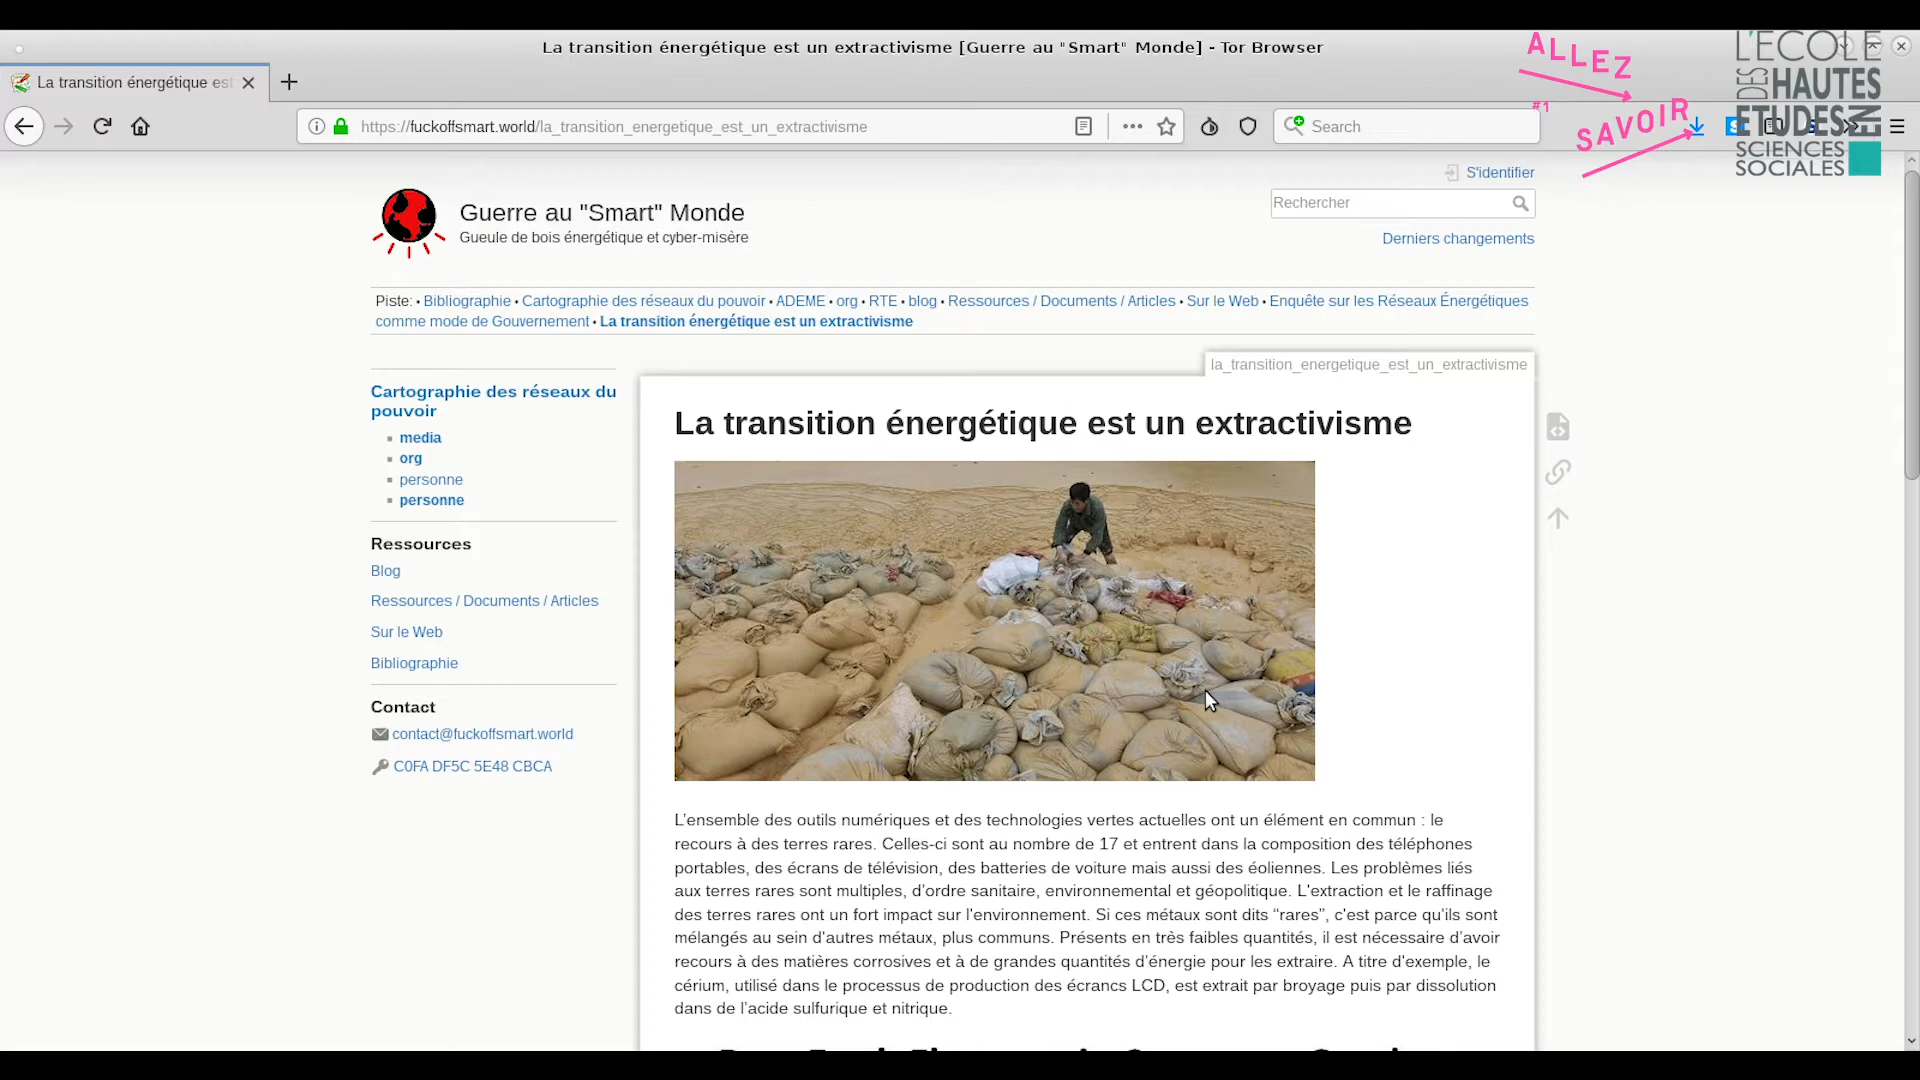 La transition énergétique est un extractivisme [Guerre au "Smart" Monde] - Tor Browser
La transition énergétique est
https://fuckoffsmart.world/la_transition_energetique_est_un_extractivisme
Search
ALLEZ
#1
SAVOIR
L'ECOLE
DES HAUTES
ETUDES EN
SCIENCES
SOCIALES
S'identifier
Guerre au "Smart" Monde
Gueule de bois énergétique et cyber-misère
Rechercher
Derniers changements
Piste: • Bibliographie • Cartographie des réseaux du pouvoir • ADEME • org • RTE • blog • Ressources / Documents / Articles • Sur le Web • Enquête sur les Réseaux Énergétiques
comme mode de Gouvernement • La transition énergétique est un extractivisme
la_transition_energetique_est_un_extractivisme
Cartographie des réseaux du
pouvoir
media
org
personne
personne
Ressources
Blog
Ressources / Documents / Articles
Sur le Web
Bibliographie
Contact
contact@fuckoffsmart.world
C0FA DF5C 5E48 CBCA
La transition énergétique est un extractivisme
L'ensemble des outils numériques et des technologies vertes actuelles ont un élément en commun : le
recours à des terres rares. Celles-ci sont au nombre de 17 et entrent dans la composition des téléphones
portables, des écrans de télévision, des batteries de voiture mais aussi des éoliennes. Les problèmes liés
aux terres rares sont multiples, d'ordre sanitaire, environnemental et géopolitique. L'extraction et le raffinage
des terres rares ont un fort impact sur l'environnement. Si ces métaux sont dits “rares”, c'est parce qu'ils sont
mélangés au sein d'autres métaux, plus communs. Présents en très faibles quantités, il est nécessaire d'avoir
recours à des matières corrosives et à de grandes quantités d'énergie pour les extraire. A titre d'exemple, le
cérium, utilisé dans le processus de production des écrancs LCD, est extrait par broyage puis par dissolution
dans de l'acide sulfurique et nitrique.